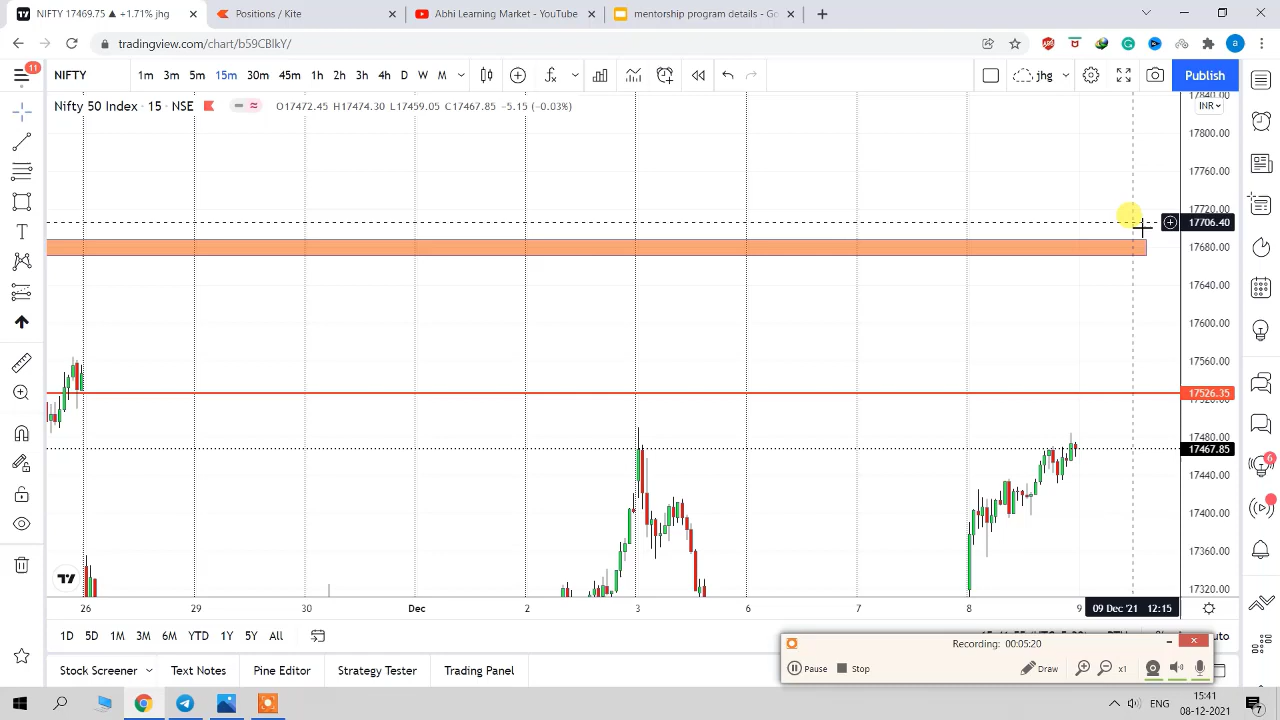 NIFTY 17469.75 ▲ +1.71% jhg
Positions / Kite
Abhi learning Market - YouTube
mentorship program details - Go
tradingview.com/chart/b59CBlkY/
ABP
a
11
NIFTY
1m 3m 5m 15m 30m 45m 1h 2h 3h 4h D W M
jhg
Publish
Nifty 50 Index · 15 · NSE
O17472.45 H17474.30 L17459.05 C17467.85 -5.15 (-0.03%)
17840.00
INR
17800.00
17760.00
17720.00
17706.40
17680.00
17640.00
17600.00
17560.00
17526.35
17480.00
17467.85
17440.00
17400.00
17360.00
17320.00
6
26 29 30 Dec 2 3 6 7 8 9
09 Dec '21 12:15
1D 5D 1M 3M 6M YTD 1Y 5Y All
Recording: 00:05:20
Pause
Stop
Draw
x1
Stock Screener
Text Notes
Pine Editor
Strategy Tester
Trading Panel
ENG
15:41
08-12-2021
7